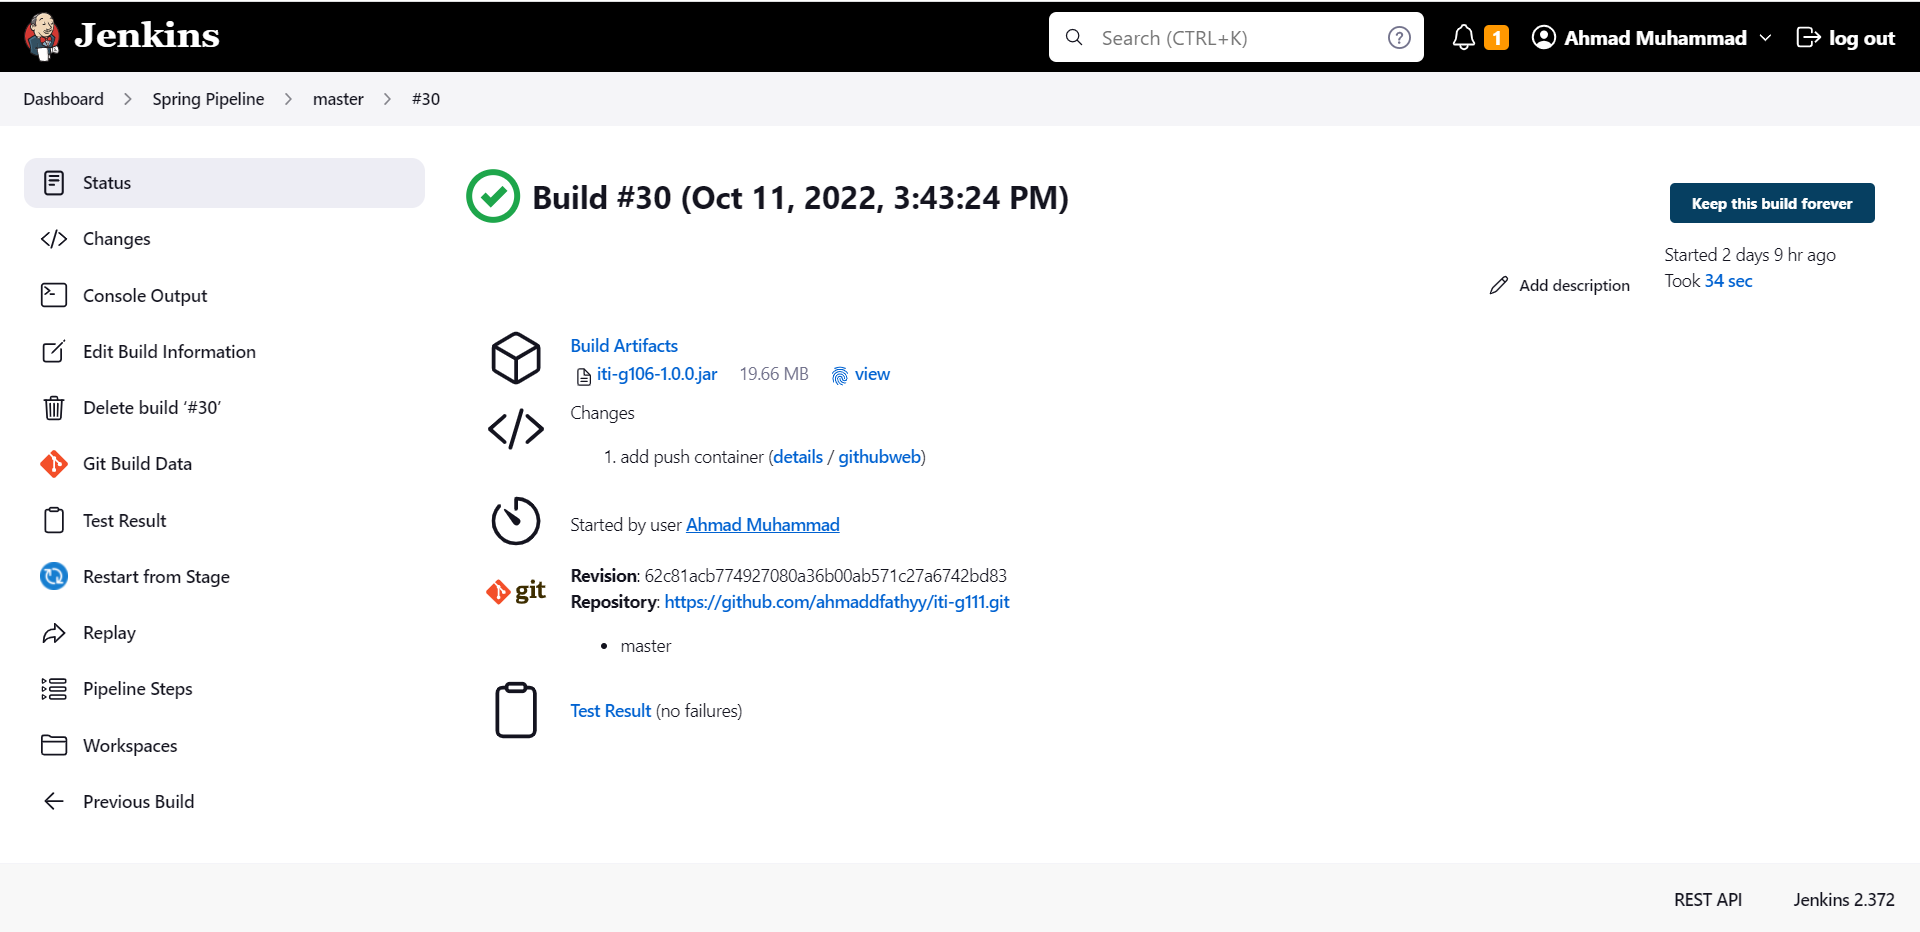 Jenkins
Search (CTRL+K)
1
Ahmad Muhammad
log out
Dashboard
Spring Pipeline
master
#30
Status
Changes
Console Output
Edit Build Information
Delete build ‘#30’
Git Build Data
Test Result
Restart from Stage
Replay
Pipeline Steps
Workspaces
Previous Build
Build #30 (Oct 11, 2022, 3:43:24 PM)
Keep this build forever
Started 2 days 9 hr ago
Took 34 sec
Add description
Build Artifacts
iti-g106-1.0.0.jar 19.66 MB view
Changes
1. add push container (details / githubweb)
Started by user Ahmad Muhammad
git
Revision: 62c81acb774927080a36b00ab571c27a6742bd83
Repository: https://github.com/ahmaddfathyy/iti-g111.git
• master
Test Result (no failures)
REST API
Jenkins 2.372